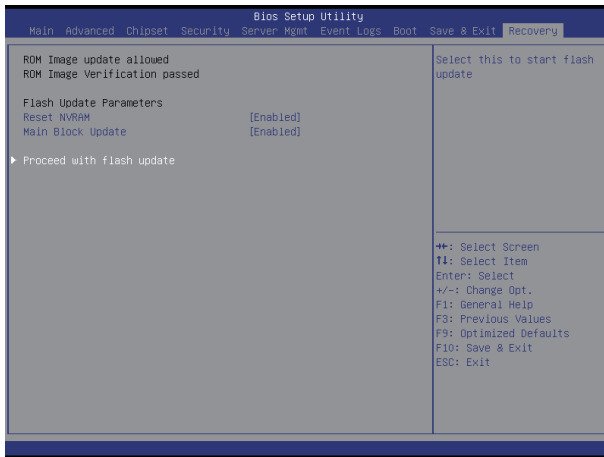 Bios Setup Utility
Main Advanced Chipset Security Server Mgmt Event Logs Boot Save & Exit Recovery
ROM Image update allowed
ROM Image Verification passed
Flash Update Parameters
Reset NVRAM [Enabled]
Main Block Update [Enabled]
Proceed with flash update
Select this to start flash
update
→←: Select Screen
↑↓: Select Item
Enter: Select
+/-: Change Opt.
F1: General Help
F3: Previous Values
F9: Optimized Defaults
F10: Save & Exit
ESC: Exit